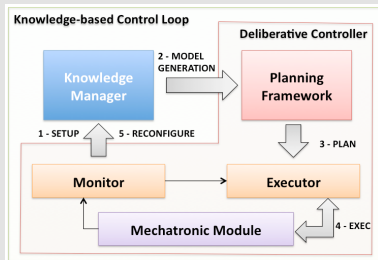 Knowledge-based Control Loop
Deliberative Controller
Knowledge
Manager
2 - MODEL
GENERATION
Planning
Framework
1 - SETUP
5 - RECONFIGURE
3 - PLAN
Monitor
Executor
Mechatronic Module
4 - EXEC